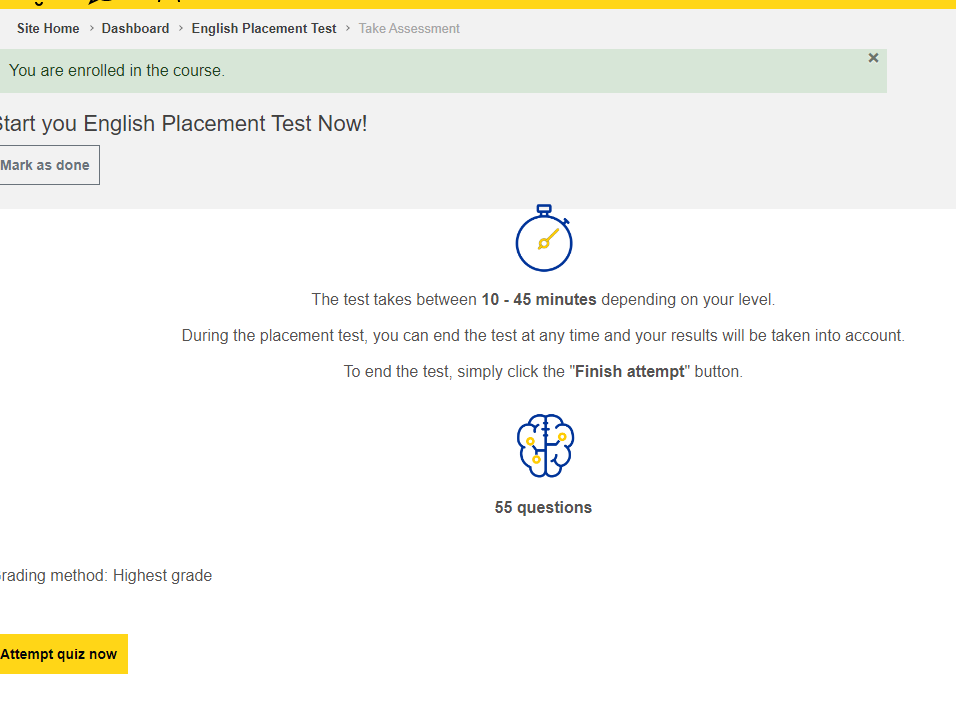 Site Home › Dashboard › English Placement Test › Take Assessment
You are enrolled in the course. ×
Start you English Placement Test Now!
Mark as done
The test takes between 10 - 45 minutes depending on your level.
During the placement test, you can end the test at any time and your results will be taken into account.
To end the test, simply click the "Finish attempt" button.
55 questions
rading method: Highest grade
Attempt quiz now